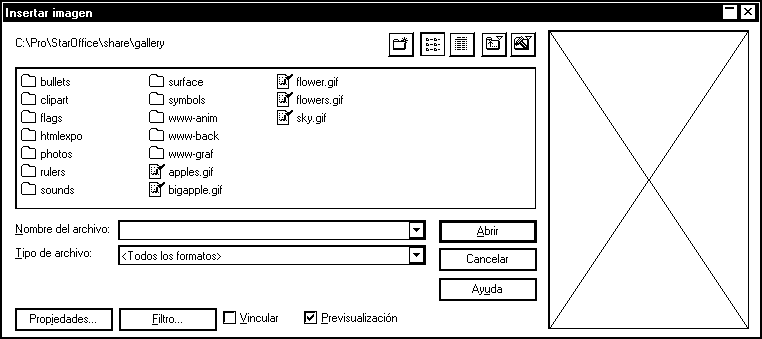 Insertar imagen
C:\Pro\StarOffice\share\gallery
bullets surface flower.gif
clipart symbols flowers.gif
flags www-anim sky.gif
htmlexpo www-back
photos www-graf
rulers apples.gif
sounds bigapple.gif
Nombre del archivo: Abrir
Tipo de archivo: <Todos los formatos> Cancelar
Ayuda
Propiedades... Filtro... Vincular Previsualización